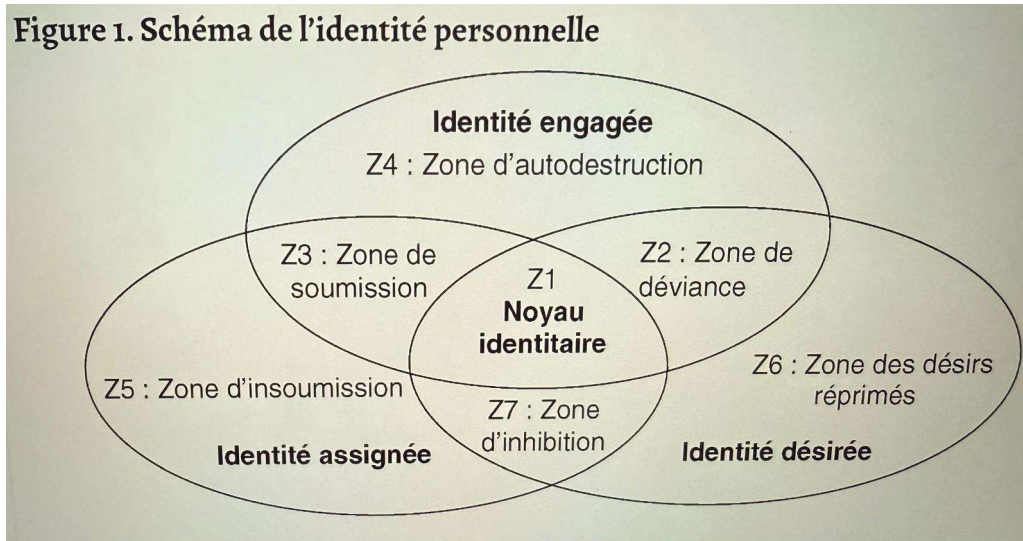 Figure 1. Schéma de l'identité personnelle
Identité engagée
Z4 : Zone d'autodestruction
Z3 : Zone de
soumission
Z2 : Zone de
déviance
Z1
Noyau
identitaire
Z5 : Zone d'insoumission
Z6 : Zone des désirs
réprimés
Z7 : Zone
d'inhibition
Identité assignée
Identité désirée